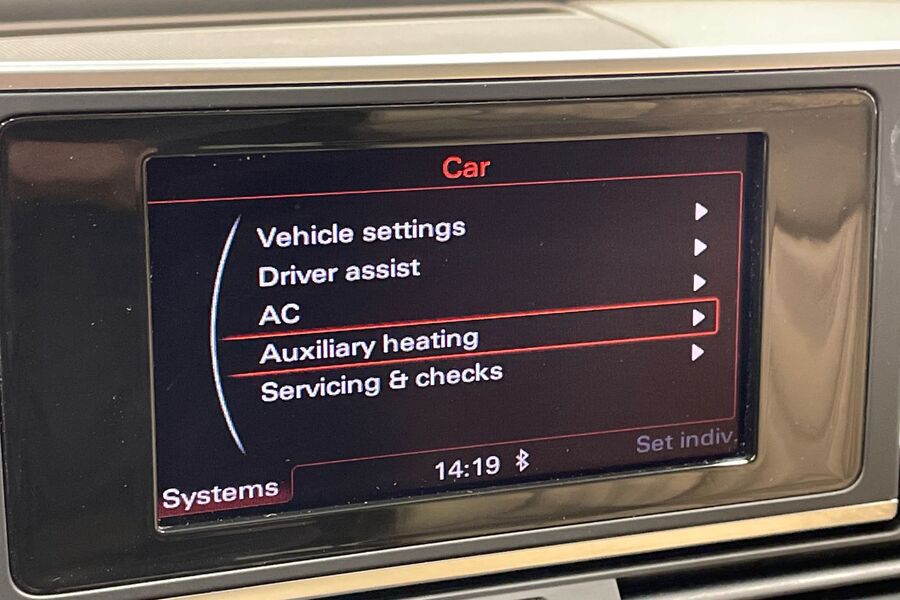 Car
Vehicle settings
Driver assist
AC
Auxiliary heating
Servicing & checks
Set indiv.
14:19
Systems